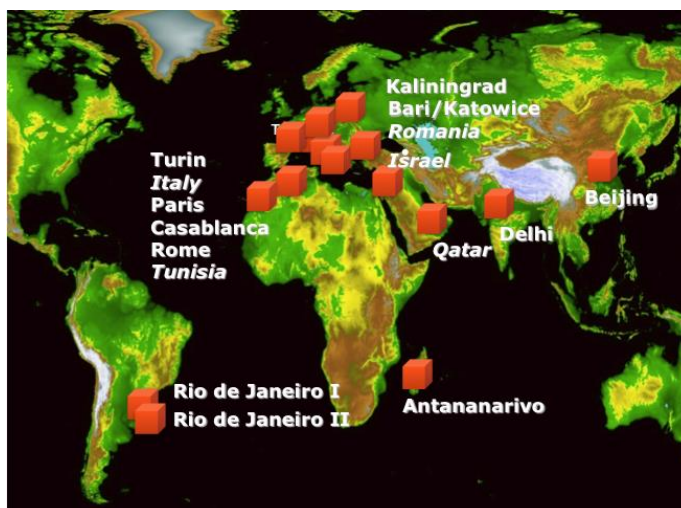 Kaliningrad
Bari/Katowice
Romania
Israel
Turin
Italy
Paris
Casablanca
Rome
Tunisia
Beijing
Delhi
Qatar
Rio de Janeiro I
Rio de Janeiro II
Antananarivo